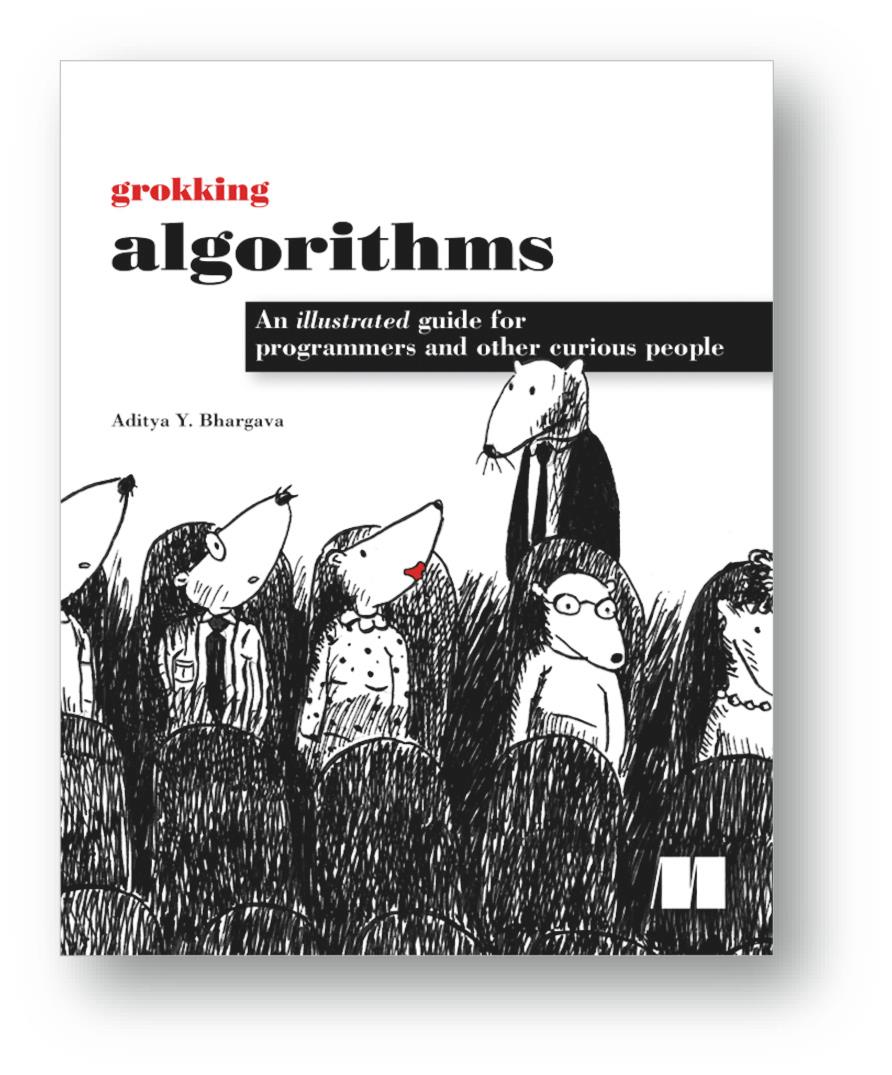 grokking
algorithms
An illustrated guide for
programmers and other curious people
Aditya Y. Bhargava